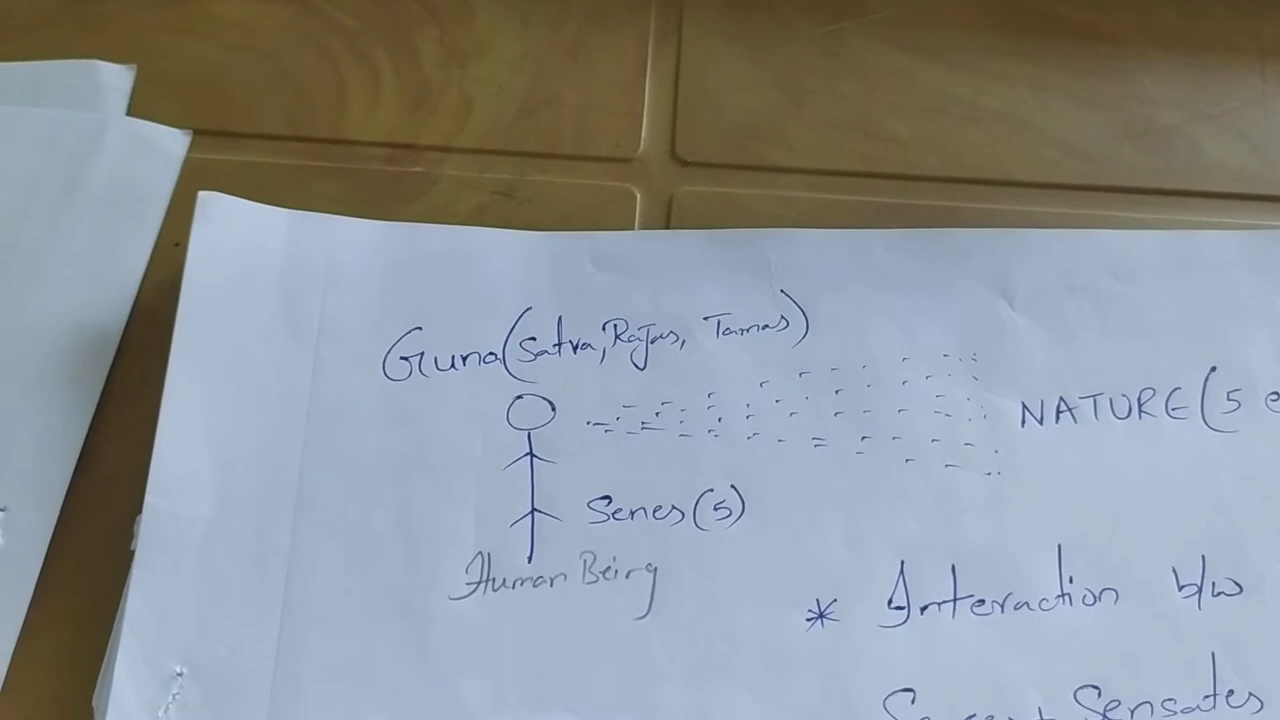 Guna (Satva, Rajas, Tamas)
NATURE (5 e
Senes (5)
Human Being
* Interaction b/w
Sensates